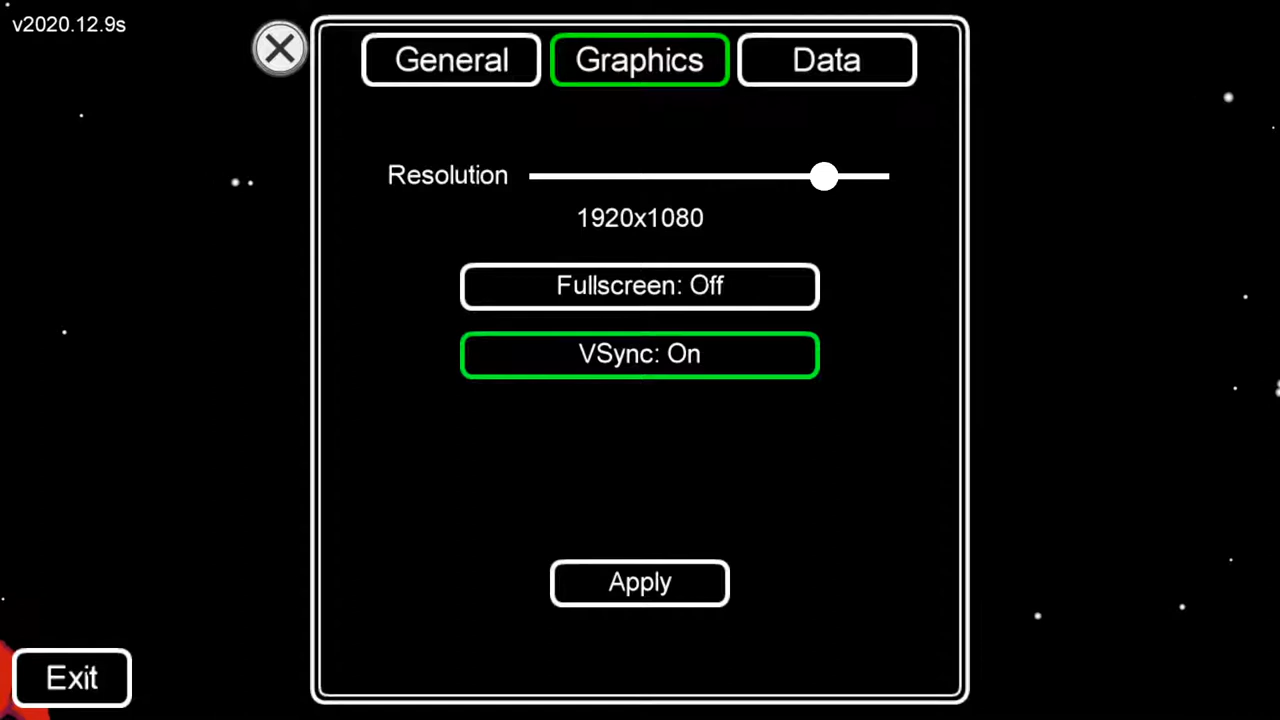 v2020.12.9s
General
Graphics
Data
Resolution
1920x1080
Fullscreen: Off
VSync: On
Apply
Exit